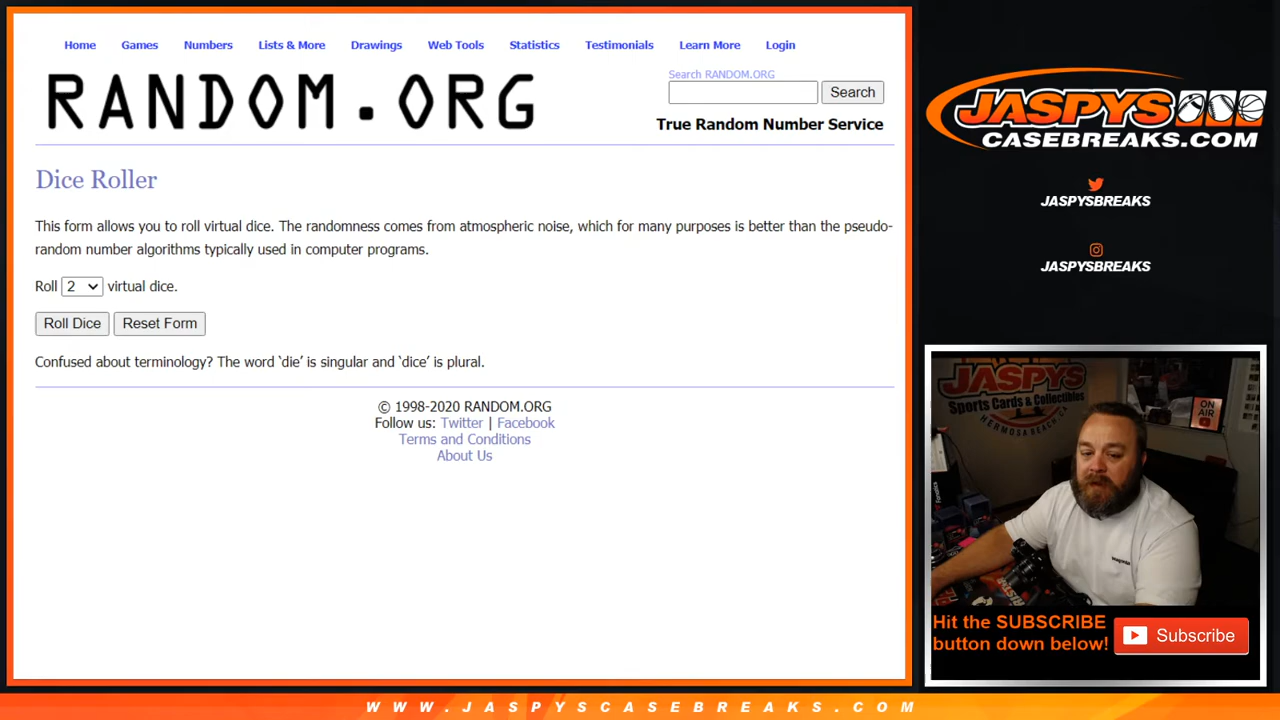 Home Games Numbers Lists & More Drawings Web Tools Statistics Testimonials Learn More Login
RANDOM.ORG
Search RANDOM.ORG
Search
True Random Number Service
Dice Roller
This form allows you to roll virtual dice. The randomness comes from atmospheric noise, which for many purposes is better than the pseudo-
random number algorithms typically used in computer programs.
Roll 2 virtual dice.
Roll Dice Reset Form
Confused about terminology? The word ‘die’ is singular and ‘dice’ is plural.
© 1998-2020 RANDOM.ORG
Follow us: Twitter | Facebook
Terms and Conditions
About Us
JASPYS
CASEBREAKS.COM
JASPYSBREAKS
JASPYSBREAKS
JASPYS
Sports Cards & Collectibles
HERMOSA BEACH CA
ON
AIR
Hit the SUBSCRIBE
button down below!
Subscribe
WWW.JASPYSCASEBREAKS.COM